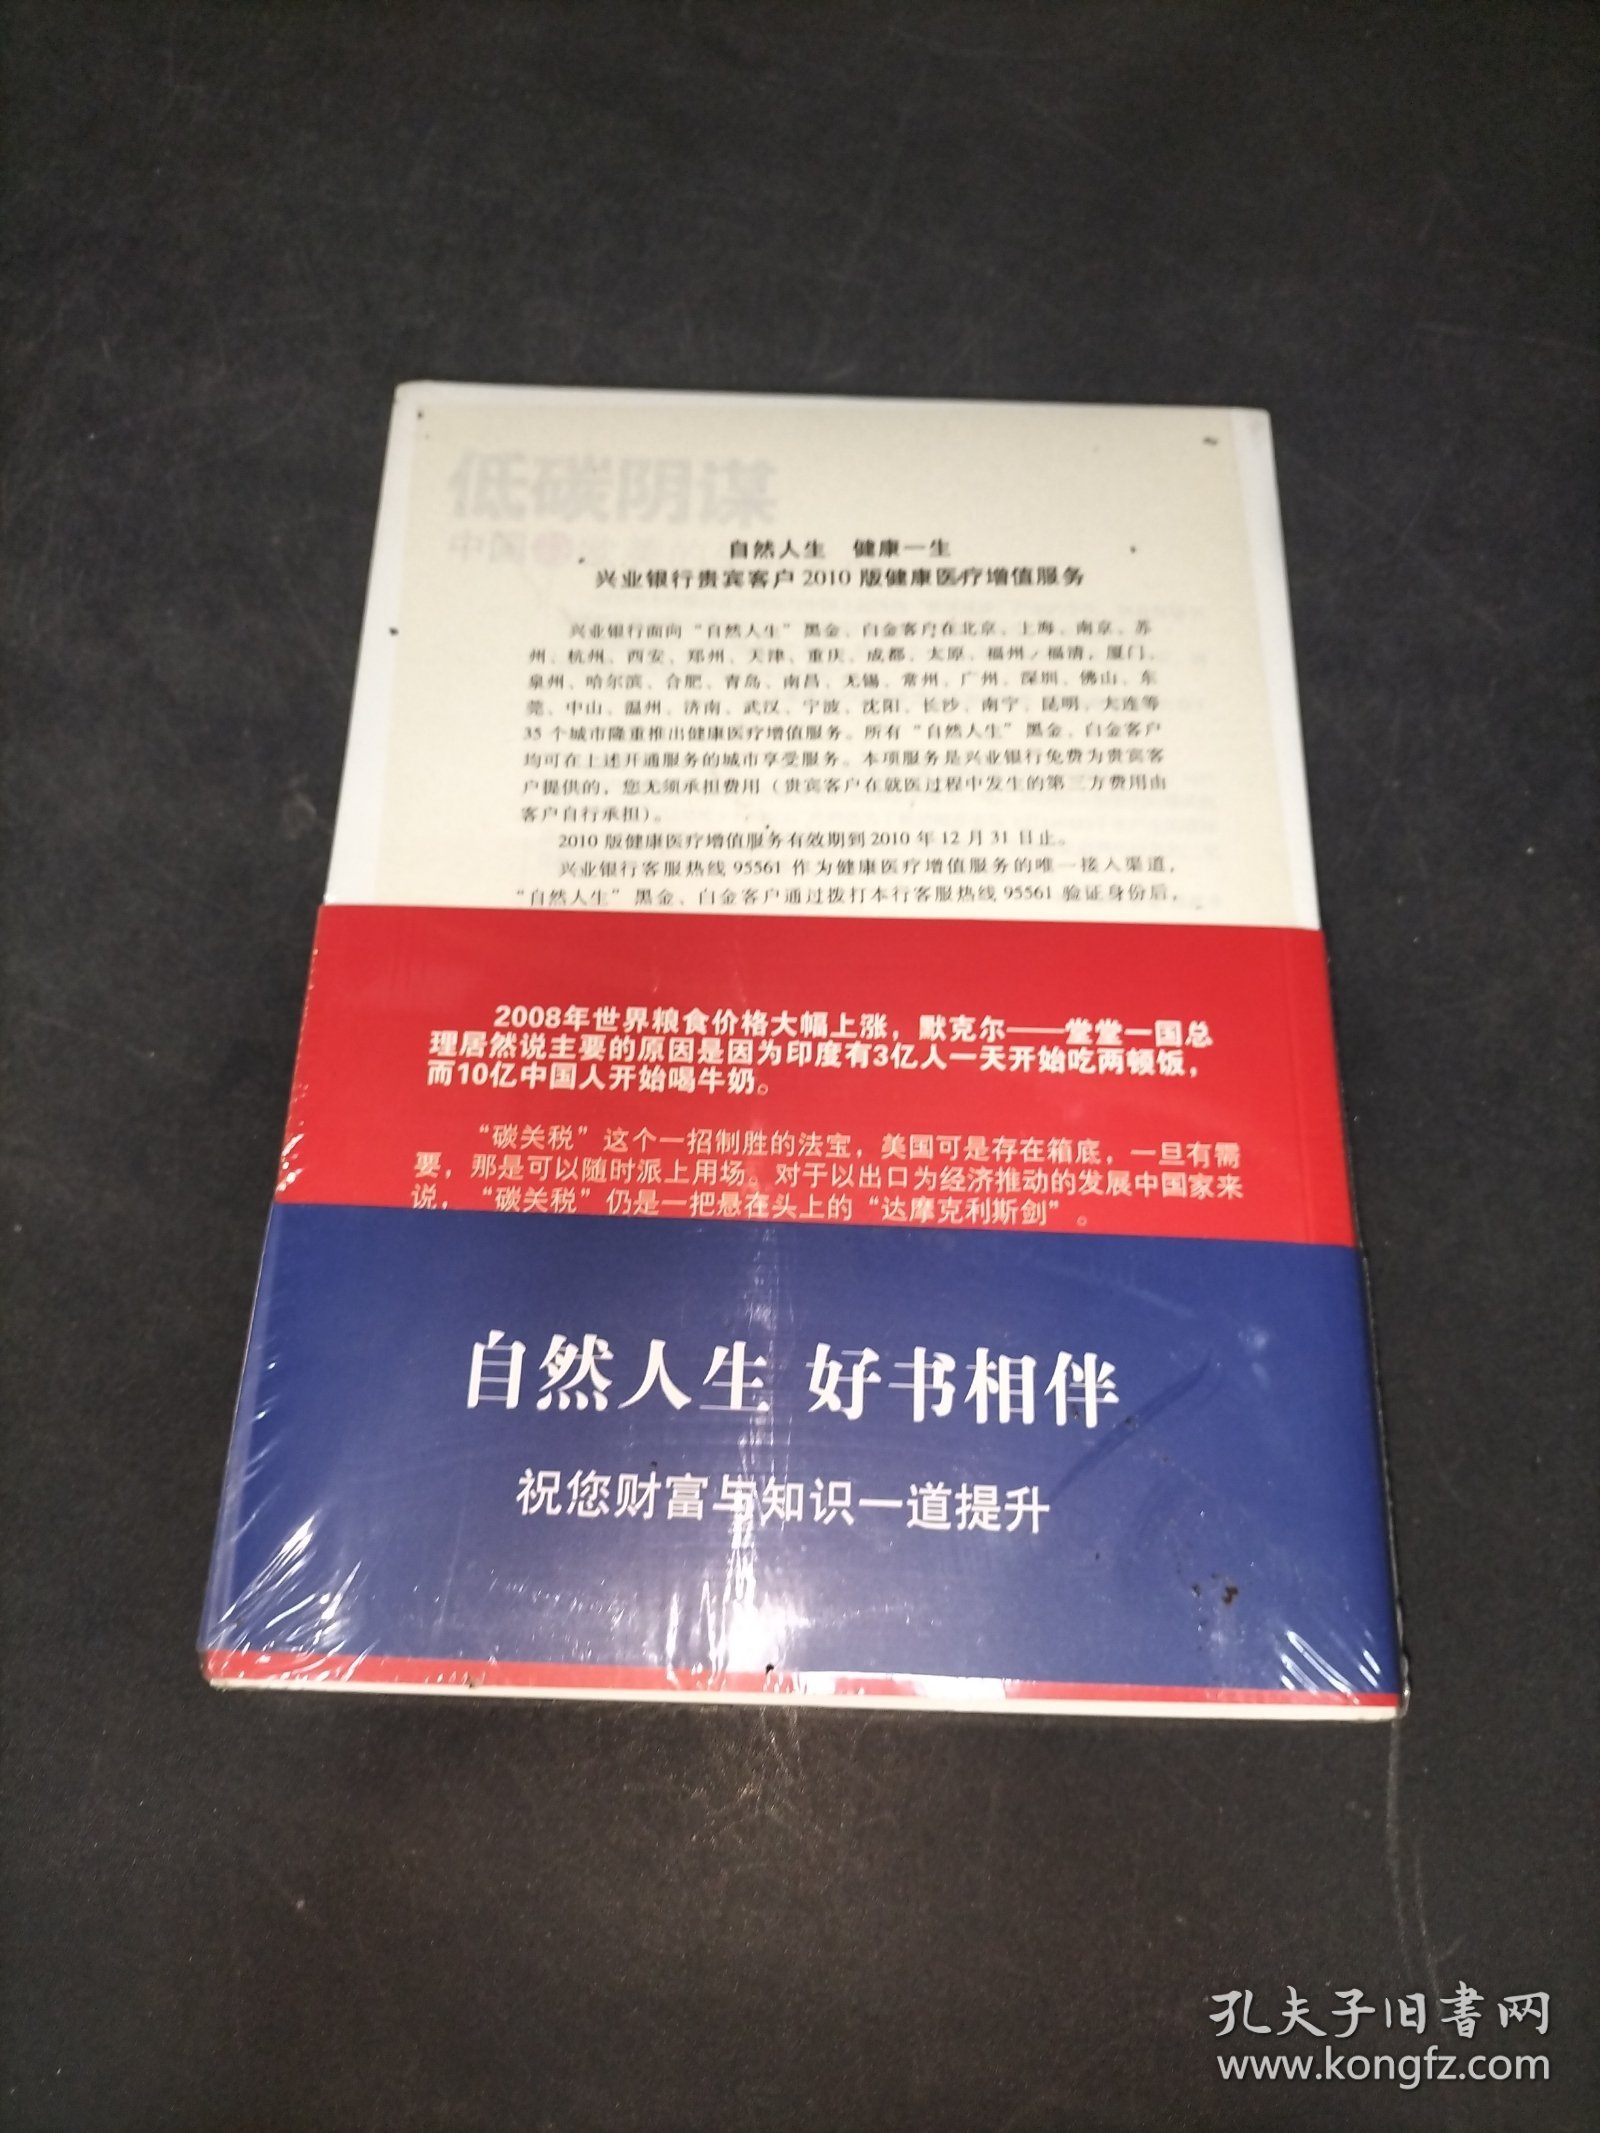 低碳阴谋
中国
自然人生 健康一生
兴业银行贵宾客户 2010 版健康医疗增值服务
兴业银行面向“自然人生”黑金、白金客户在北京、上海、南京、苏
州、杭州、西安、郑州、天津、重庆、成都、太原、福州/福清、厦门、
泉州、哈尔滨、合肥、青岛、南昌、无锡、常州、广州、深圳、佛山、东
莞、中山、温州、济南、武汉、宁波、沈阳、长沙、南宁、昆明、大连等
35 个城市隆重推出健康医疗增值服务。所有“自然人生”黑金、白金客户
均可在上述开通服务的城市享受服务。本项服务是兴业银行免费为贵宾客
户提供的，您无须承担费用（贵宾客户在就医过程中发生的第三方费用由
客户自行承担）。
2010 版健康医疗增值服务有效期到 2010 年 12 月 31 日止。
兴业银行客服热线 95561 作为健康医疗增值服务的唯一接入渠道，
“自然人生”黑金、白金客户通过拨打本行客服热线 95561 验证身份后，
2008年世界粮食价格大幅上涨，默克尔——堂堂一国总
理居然说主要的原因是因为印度有3亿人一天开始吃两顿饭，
而10亿中国人开始喝牛奶。
“碳关税”这个一招制胜的法宝，美国可是存在箱底，一旦有需
要，那是可以随时派上用场。对于以出口为经济推动的发展中国家来
说，“碳关税”仍是一把悬在头上的“达摩克利斯剑”。
自然人生 好书相伴
祝您财富与知识一道提升
孔夫子旧書网
www.kongfz.com